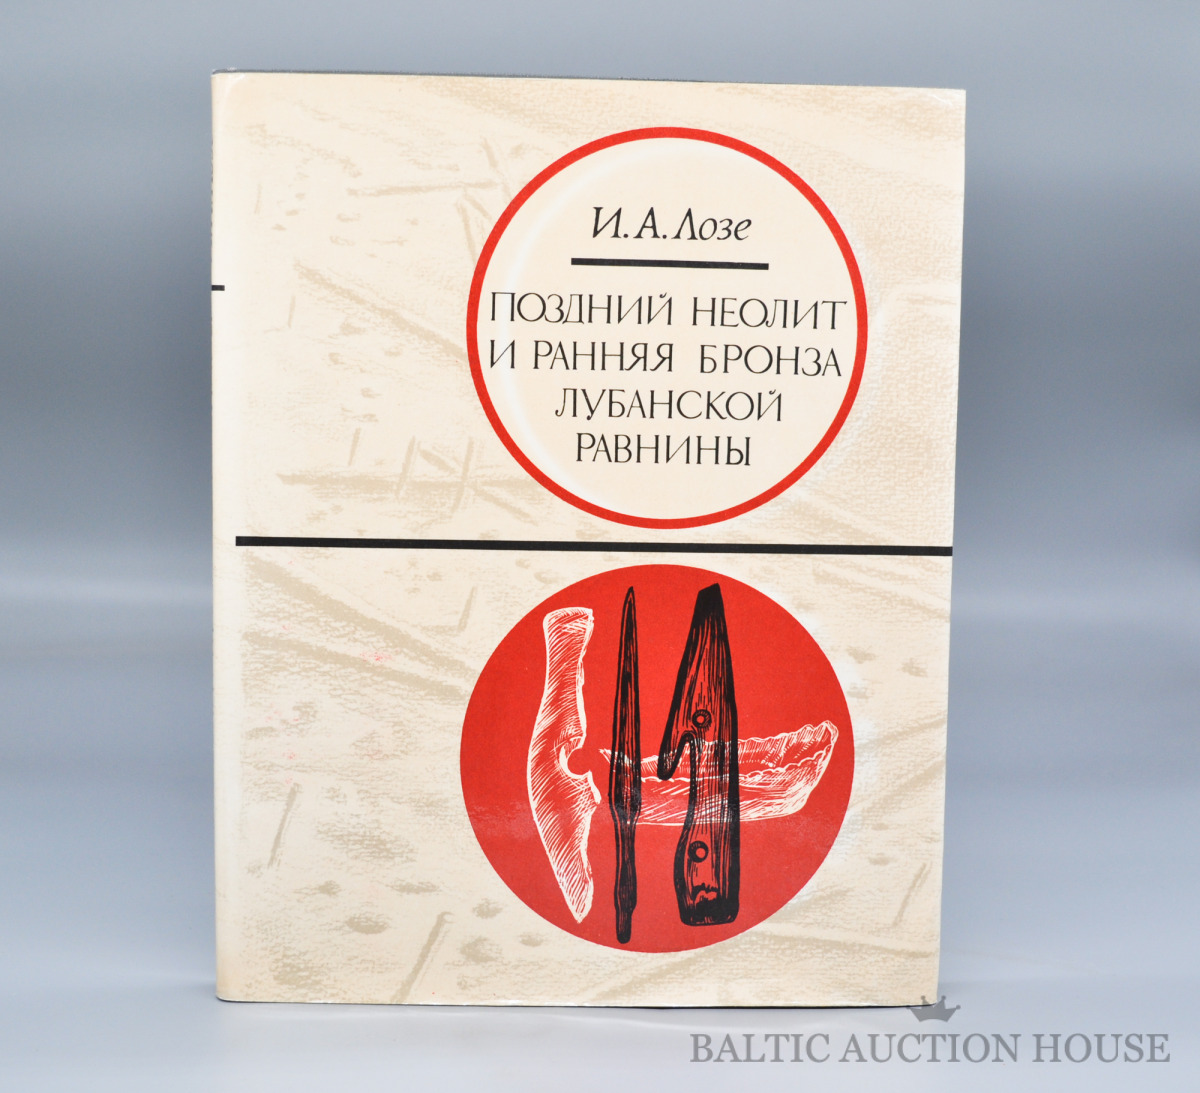 И. А. Лозе
ПОЗДНИЙ НЕОЛИТ
И РАННЯЯ БРОНЗА
ЛУБАНСКОЙ
РАВНИНЫ
BALTIC AUCTION HOUSE